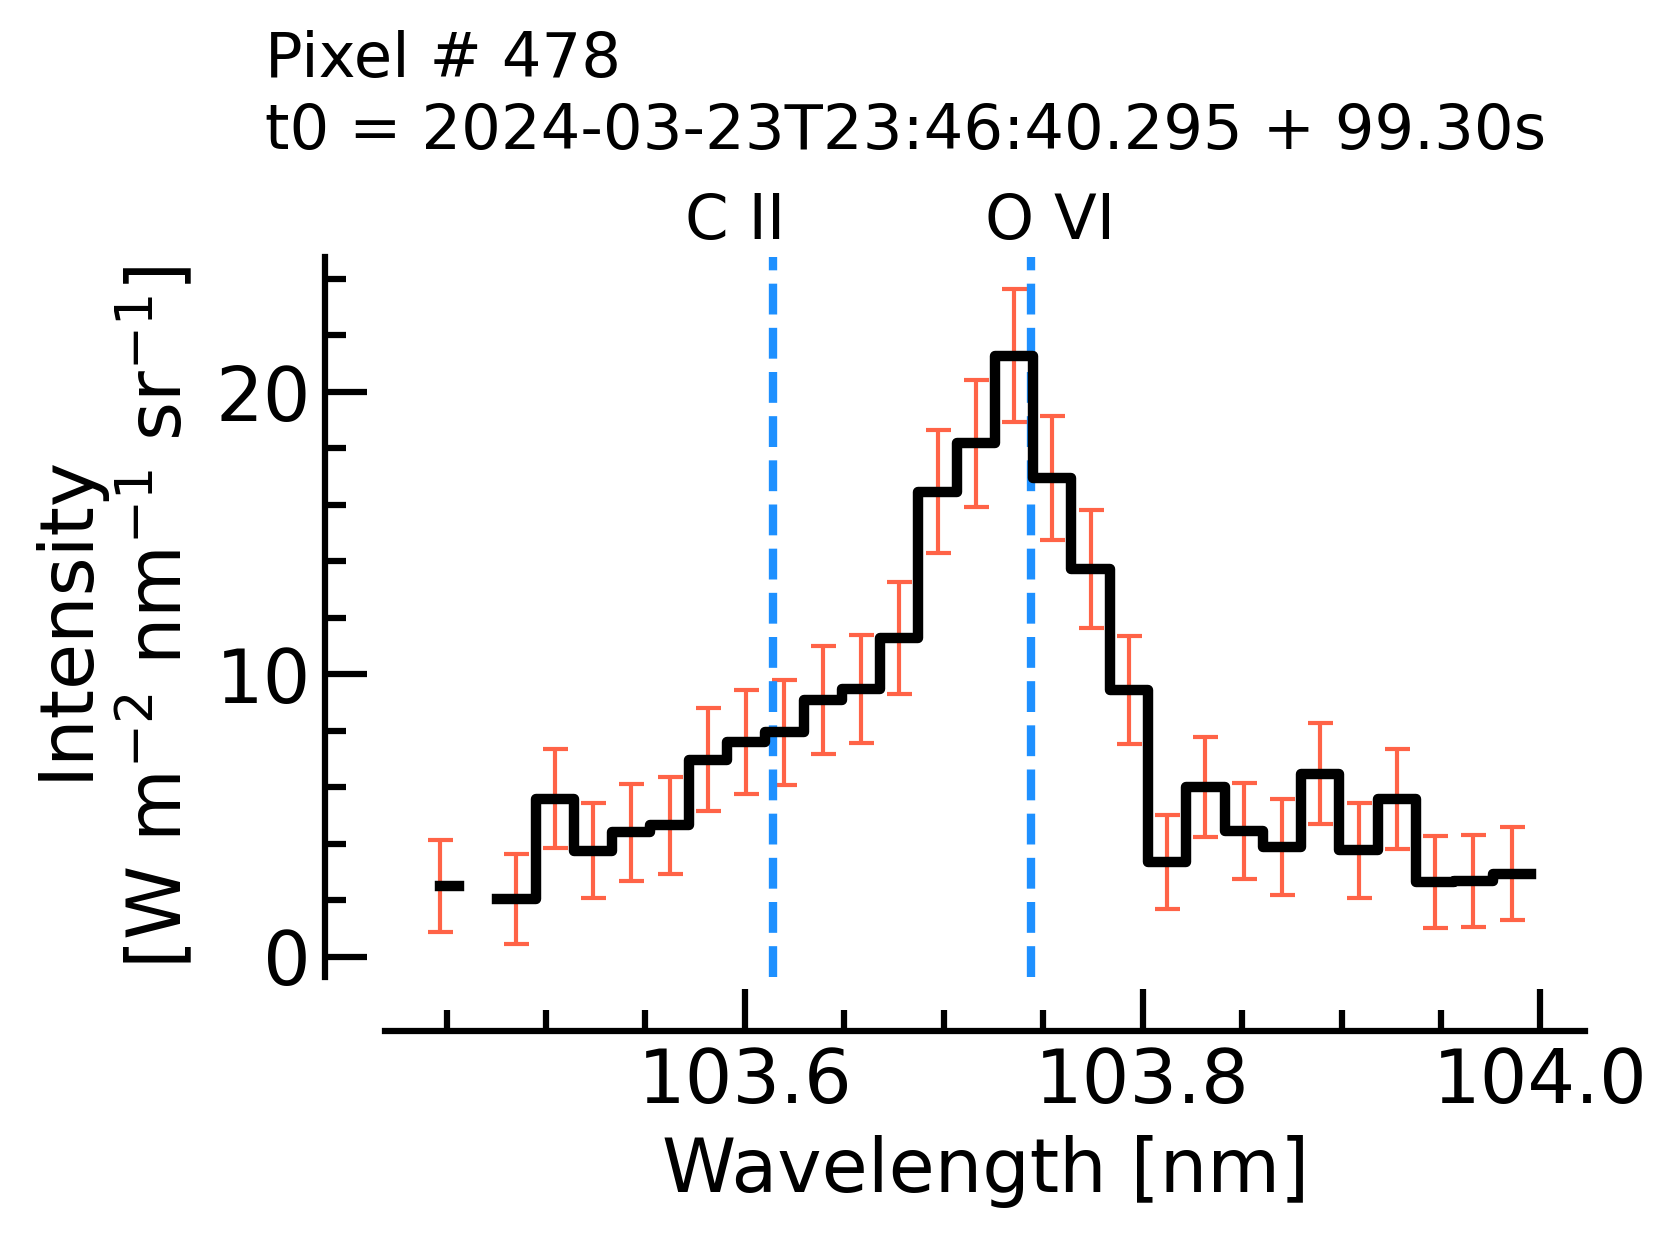 Pixel # 478
t0 = 2024-03-23T23:46:40.295 + 99.30s
C II
O VI
Intensity
[W m⁻² nm⁻¹ sr⁻¹]
20
10
0
103.6
103.8
104.0
Wavelength [nm]